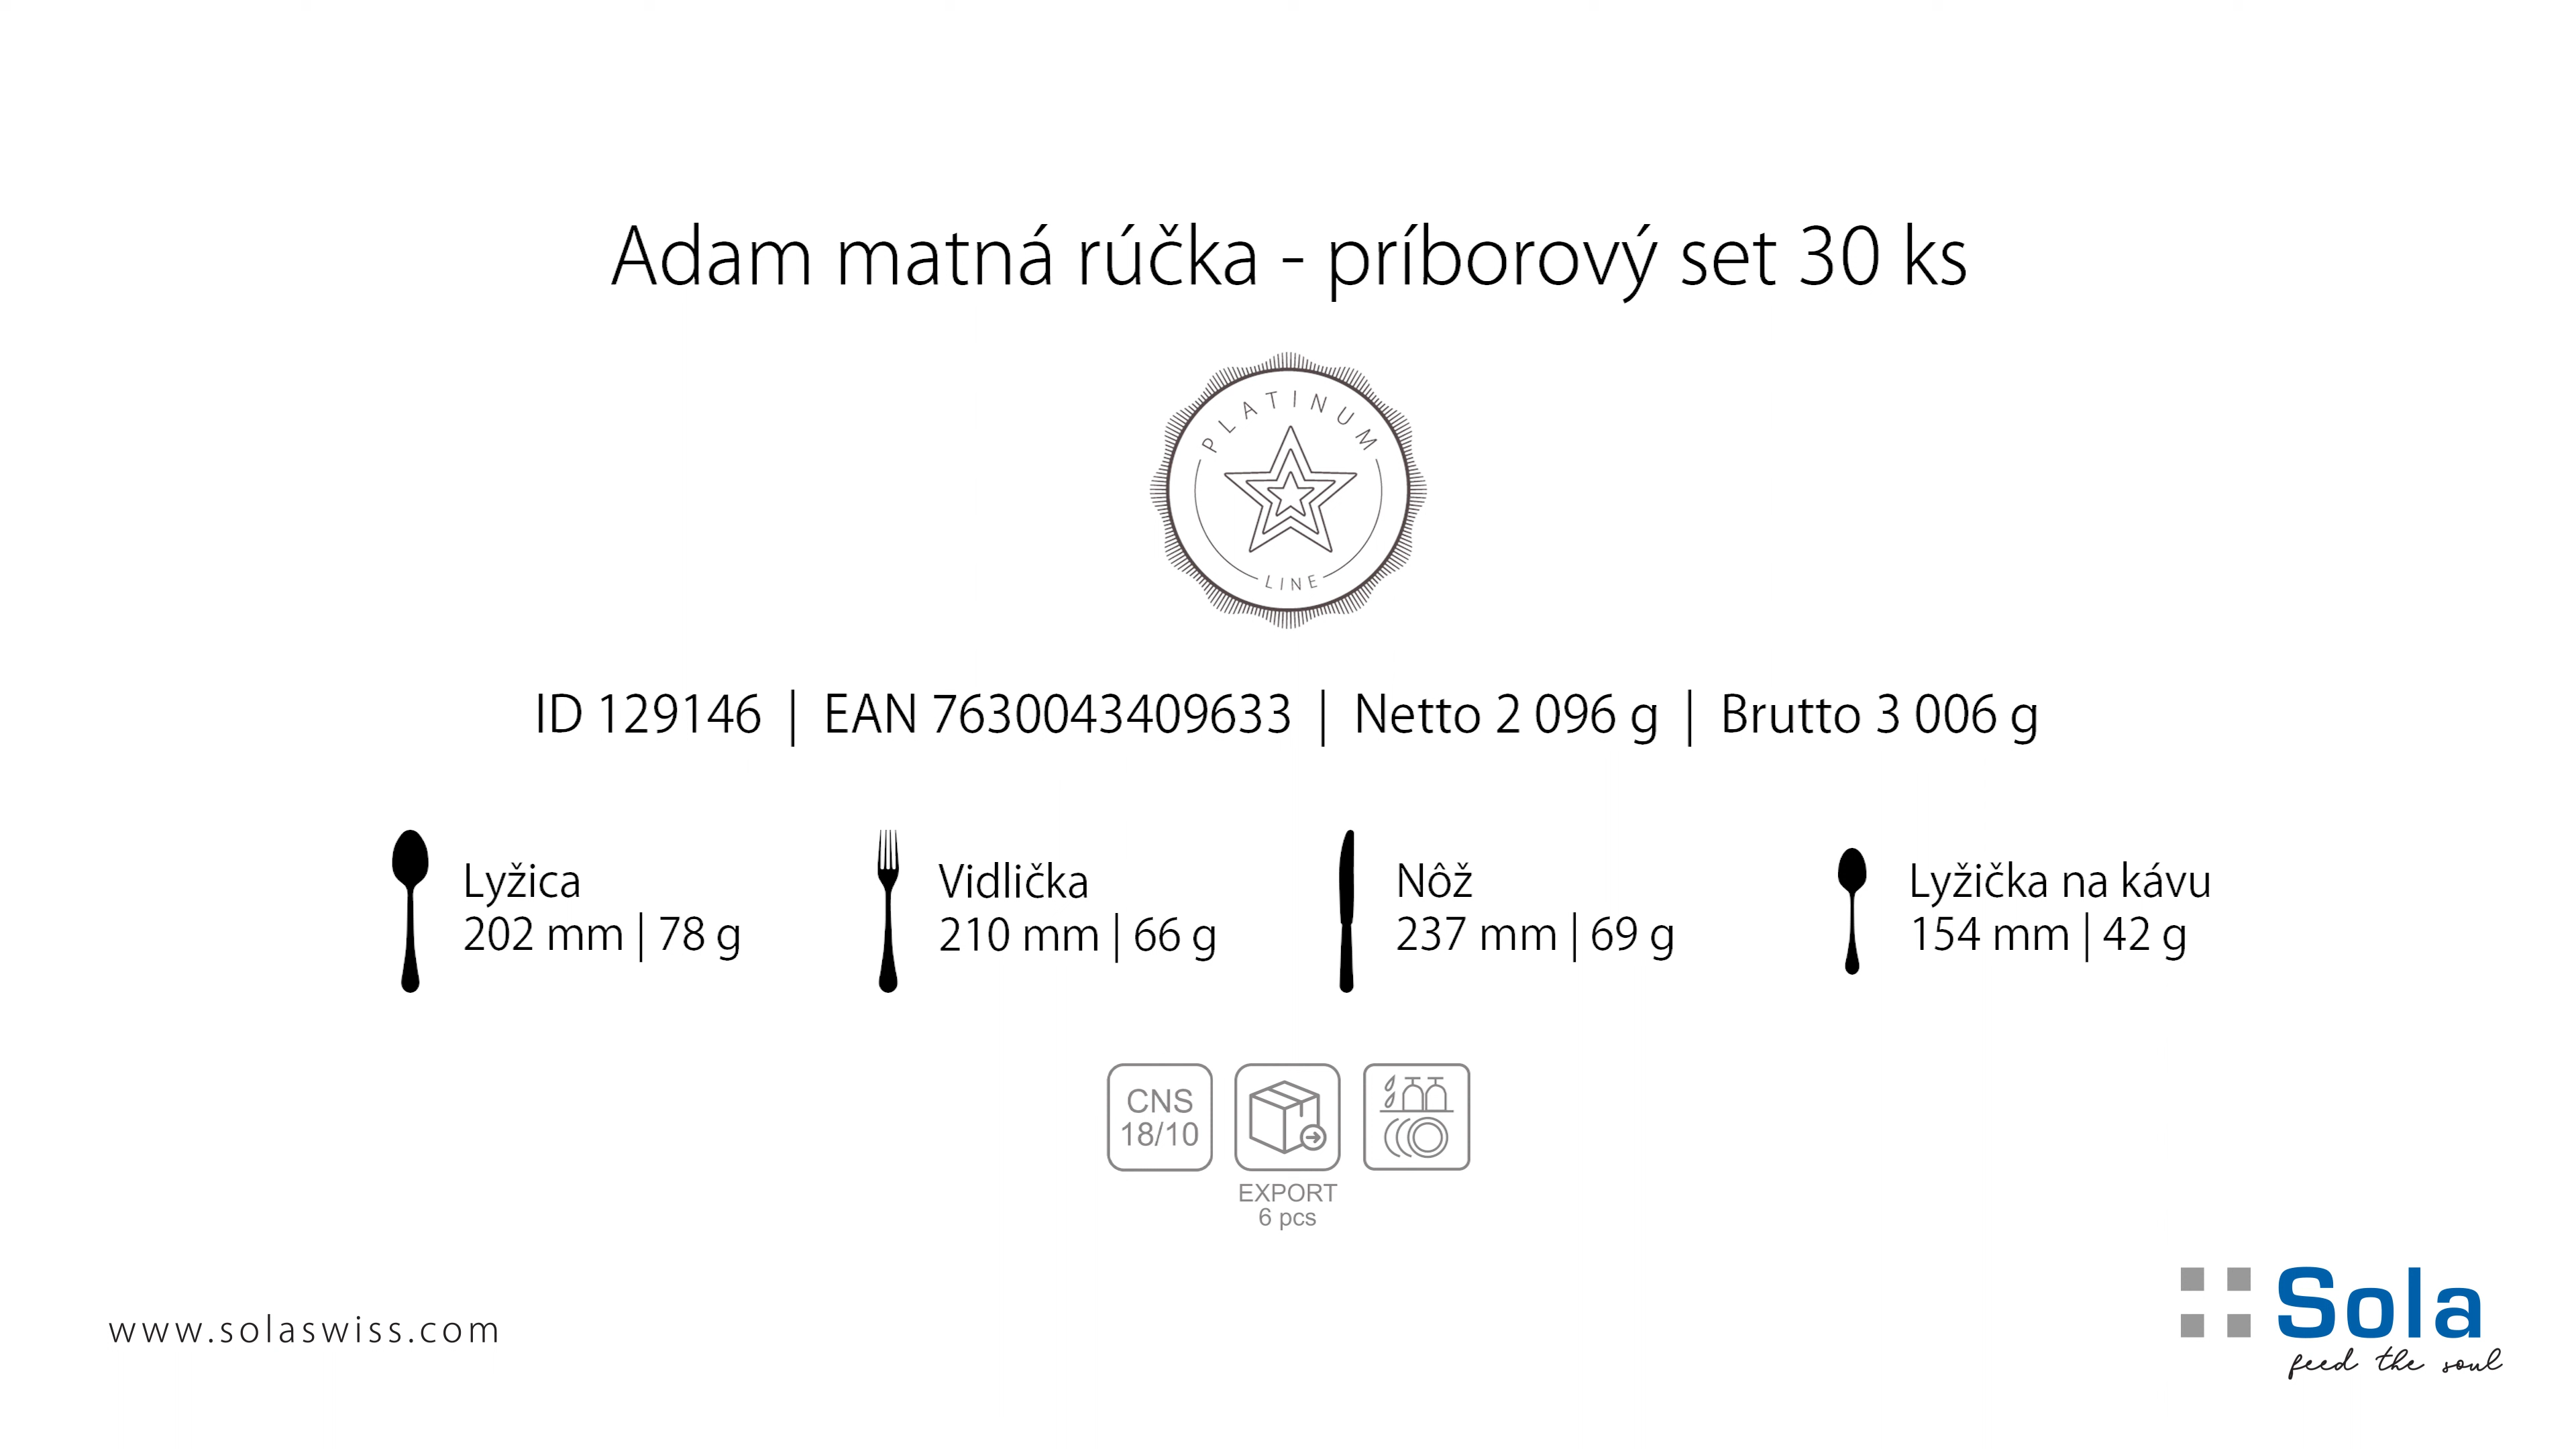 Adam matná rúčka - príborový set 30 ks
PLATINUM
LINE
ID 129146 | EAN 7630043409633 | Netto 2 096 g | Brutto 3 006 g
Lyžica
202 mm | 78 g
Vidlička
210 mm | 66 g
Nôž
237 mm | 69 g
Lyžička na kávu
154 mm | 42 g
CNS
18/10
EXPORT
6 pcs
www.solaswiss.com
Sola
feed the soul